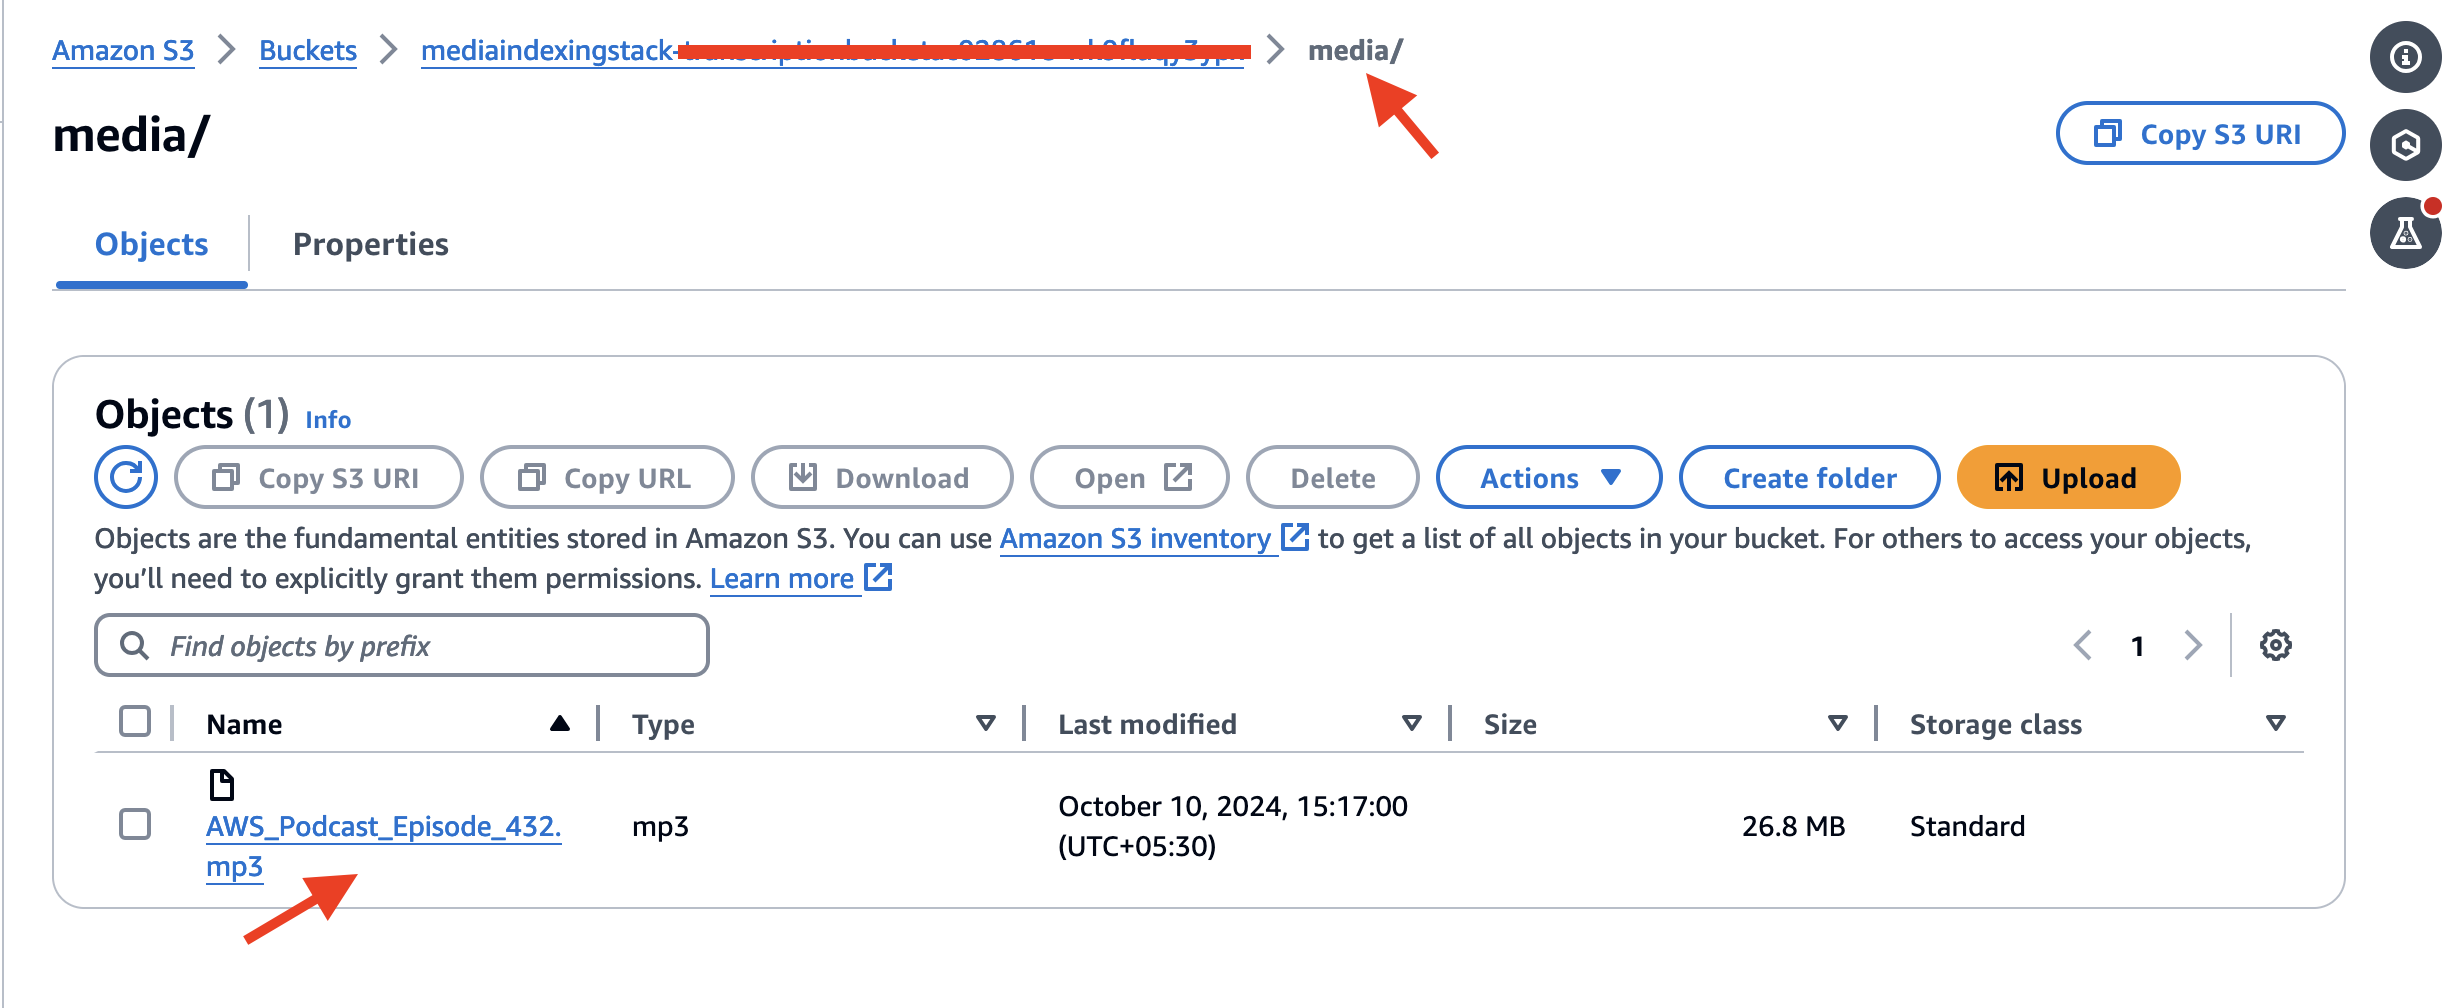 Amazon S3 > Buckets > mediaindexingstack- > media/
media/
Copy S3 URI
Objects
Properties
Objects (1) Info
Copy S3 URI
Copy URL
Download
Open
Delete
Actions
Create folder
Upload
Objects are the fundamental entities stored in Amazon S3. You can use Amazon S3 inventory to get a list of all objects in your bucket. For others to access your objects,
you’ll need to explicitly grant them permissions. Learn more
Find objects by prefix
1
Name
Type
Last modified
Size
Storage class
AWS_Podcast_Episode_432.
mp3
mp3
October 10, 2024, 15:17:00
(UTC+05:30)
26.8 MB
Standard